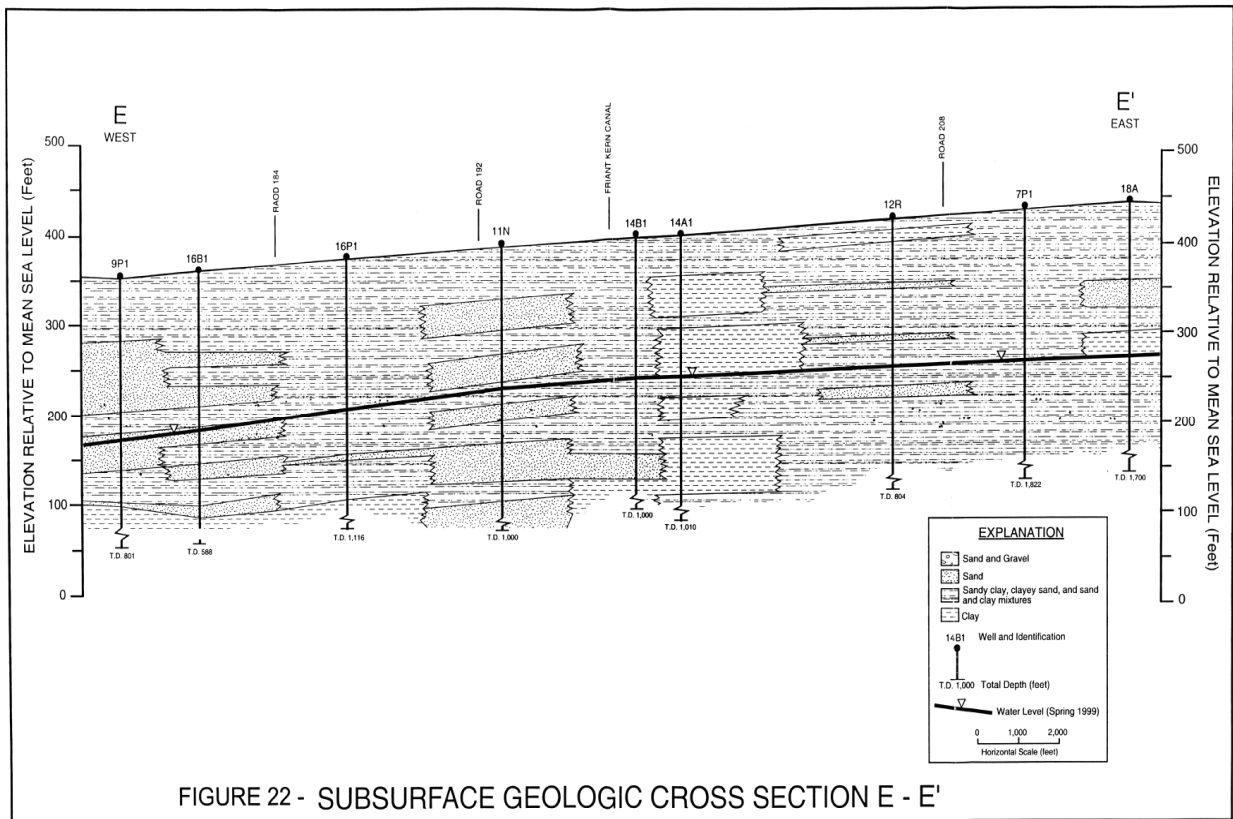 E
WEST
E'
EAST
ELEVATION RELATIVE TO MEAN SEA LEVEL (Feet)
500
400
300
200
100
0
RAOD 184
ROAD 192
FRIANT KERN CANAL
ROAD 208
9P1
16B1
16P1
11N
14B1
14A1
12R
7P1
18A
T.D. 801
T.D. 588
T.D. 1,116
T.D. 1,000
T.D. 1,000
T.D. 1,010
T.D. 804
T.D. 1,822
T.D. 1,700
500
400
300
200
100
0
ELEVATION RELATIVE TO MEAN SEA LEVEL (Feet)
EXPLANATION
Sand and Gravel
Sand
Sandy clay, clayey sand, and sand
and clay mixtures
Clay
14B1 Well and Identification
T.D. 1,000 Total Depth (feet)
Water Level (Spring 1999)
0 1,000 2,000
Horizontal Scale (feet)
FIGURE 22 - SUBSURFACE GEOLOGIC CROSS SECTION E - E'